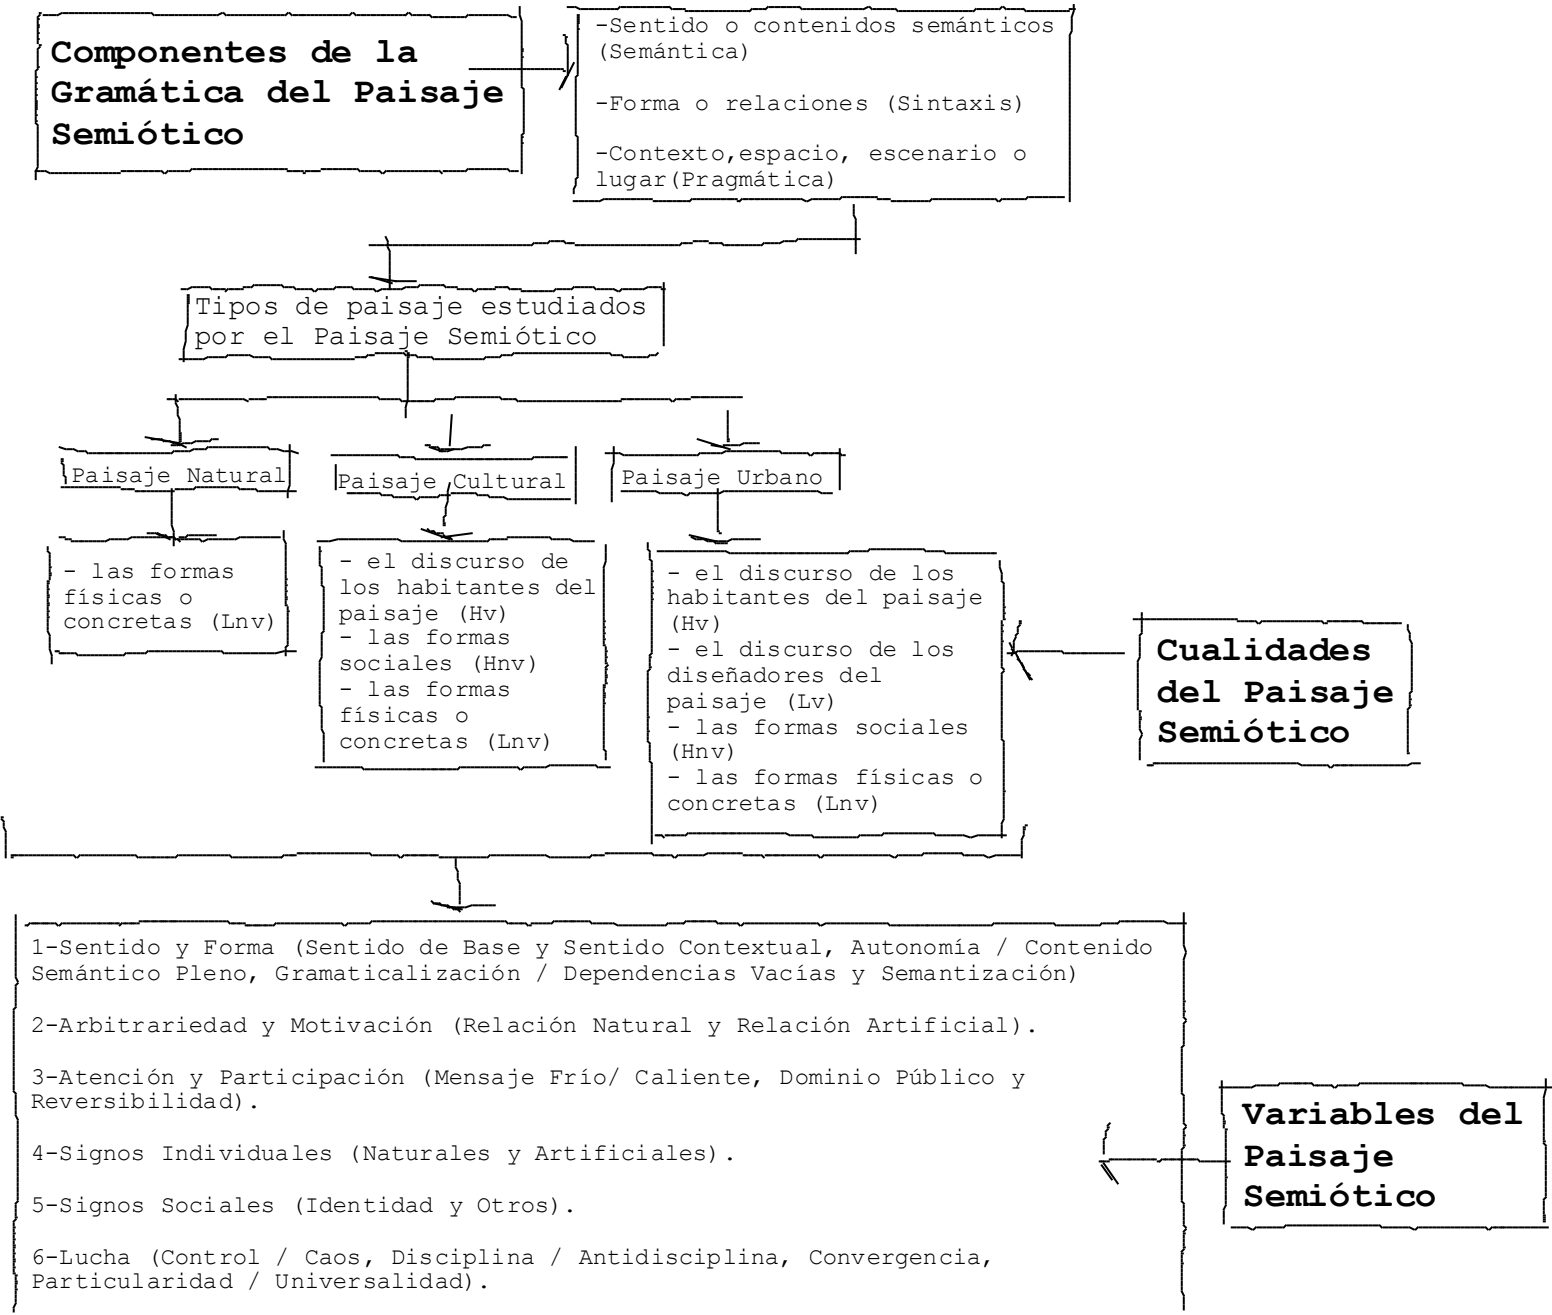 Componentes de la
Gramática del Paisaje
Semiótico
-Sentido o contenidos semánticos
(Semántica)
-Forma o relaciones (Sintaxis)
-Contexto,espacio, escenario o
lugar(Pragmática)
Tipos de paisaje estudiados
por el Paisaje Semiótico
Paisaje Natural
Paisaje Cultural
Paisaje Urbano
- las formas
físicas o
concretas (Lnv)
- el discurso de
los habitantes del
paisaje (Hv)
- las formas
sociales (Hnv)
- las formas
físicas o
concretas (Lnv)
- el discurso de los
habitantes del paisaje
(Hv)
- el discurso de los
diseñadores del
paisaje (Lv)
- las formas sociales
(Hnv)
- las formas físicas o
concretas (Lnv)
Cualidades
del Paisaje
Semiótico
1-Sentido y Forma (Sentido de Base y Sentido Contextual, Autonomía / Contenido
Semántico Pleno, Gramaticalización / Dependencias Vacías y Semantización)
2-Arbitrariedad y Motivación (Relación Natural y Relación Artificial).
3-Atención y Participación (Mensaje Frío/ Caliente, Dominio Público y
Reversibilidad).
4-Signos Individuales (Naturales y Artificiales).
5-Signos Sociales (Identidad y Otros).
6-Lucha (Control / Caos, Disciplina / Antidisciplina, Convergencia,
Particularidad / Universalidad).
Variables del
Paisaje
Semiótico